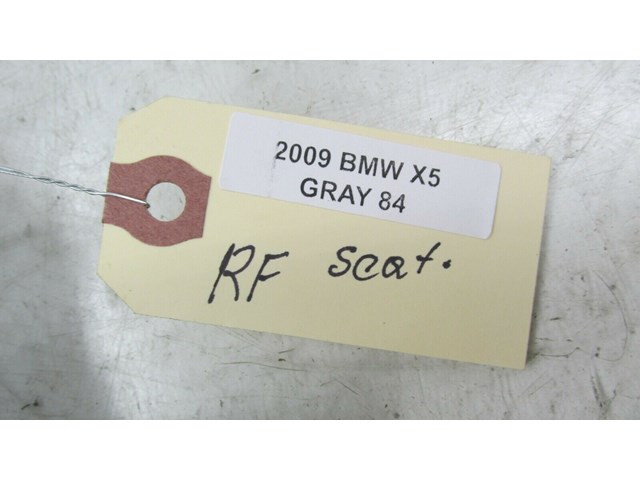 2009 BMW X5
GRAY 84
RF seat.